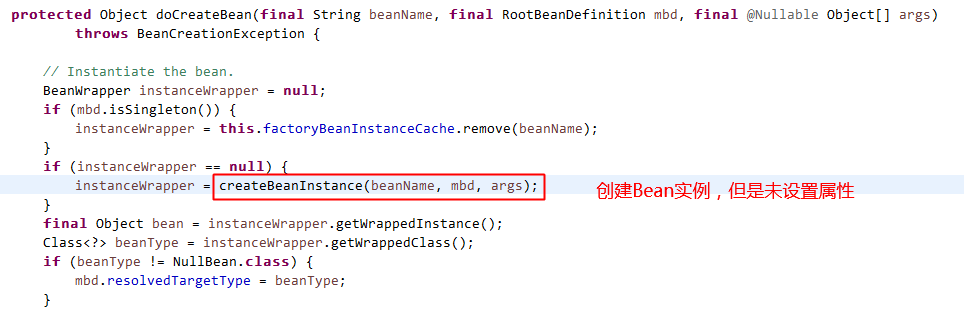 protected Object doCreateBean(final String beanName, final RootBeanDefinition mbd, final @Nullable Object[] args)
        throws BeanCreationException {
    // Instantiate the bean.
    BeanWrapper instanceWrapper = null;
    if (mbd.isSingleton()) {
        instanceWrapper = this.factoryBeanInstanceCache.remove(beanName);
    }
    if (instanceWrapper == null) {
        instanceWrapper = createBeanInstance(beanName, mbd, args); 创建Bean实例，但是未设置属性
    }
    final Object bean = instanceWrapper.getWrappedInstance();
    Class<?> beanType = instanceWrapper.getWrappedClass();
    if (beanType != NullBean.class) {
        mbd.resolvedTargetType = beanType;
    }